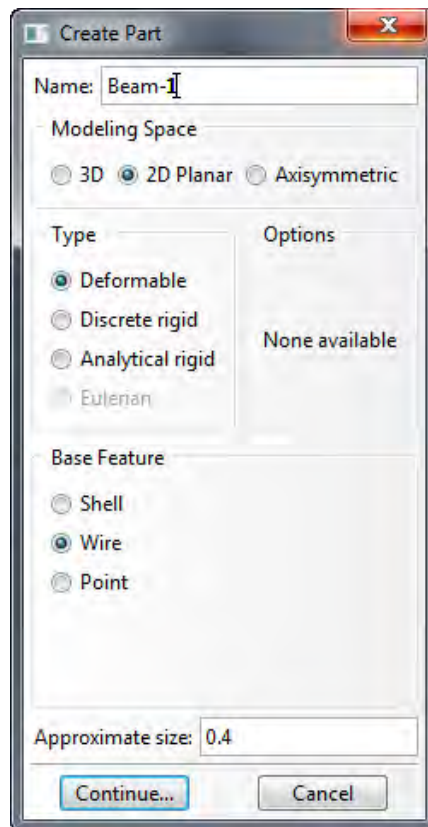 Create Part
Name: Beam-1
Modeling Space
3D 2D Planar Axisymmetric
Type Options
Deformable
Discrete rigid
None available
Analytical rigid
Eulerian
Base Feature
Shell
Wire
Point
Approximate size: 0.4
Continue... Cancel